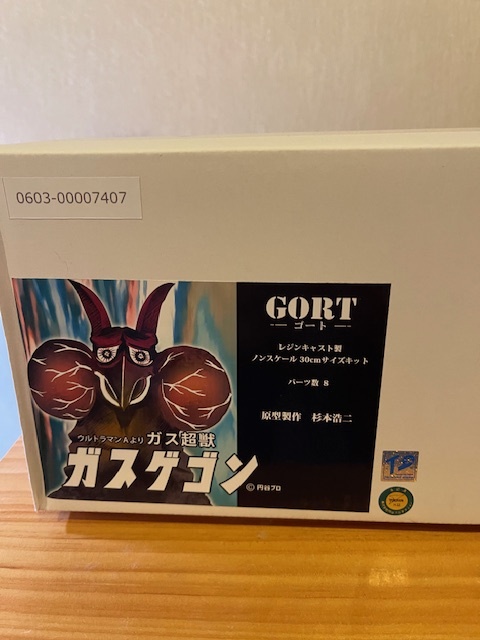 0603-00007407
GORT
ゴート
レジンキャスト製
ノンスケール 30cmサイズキット
パーツ数 8
原型製作 杉本浩二
ウルトラマンAより ガス超獣
ガスゲゴン
© 円谷プロ